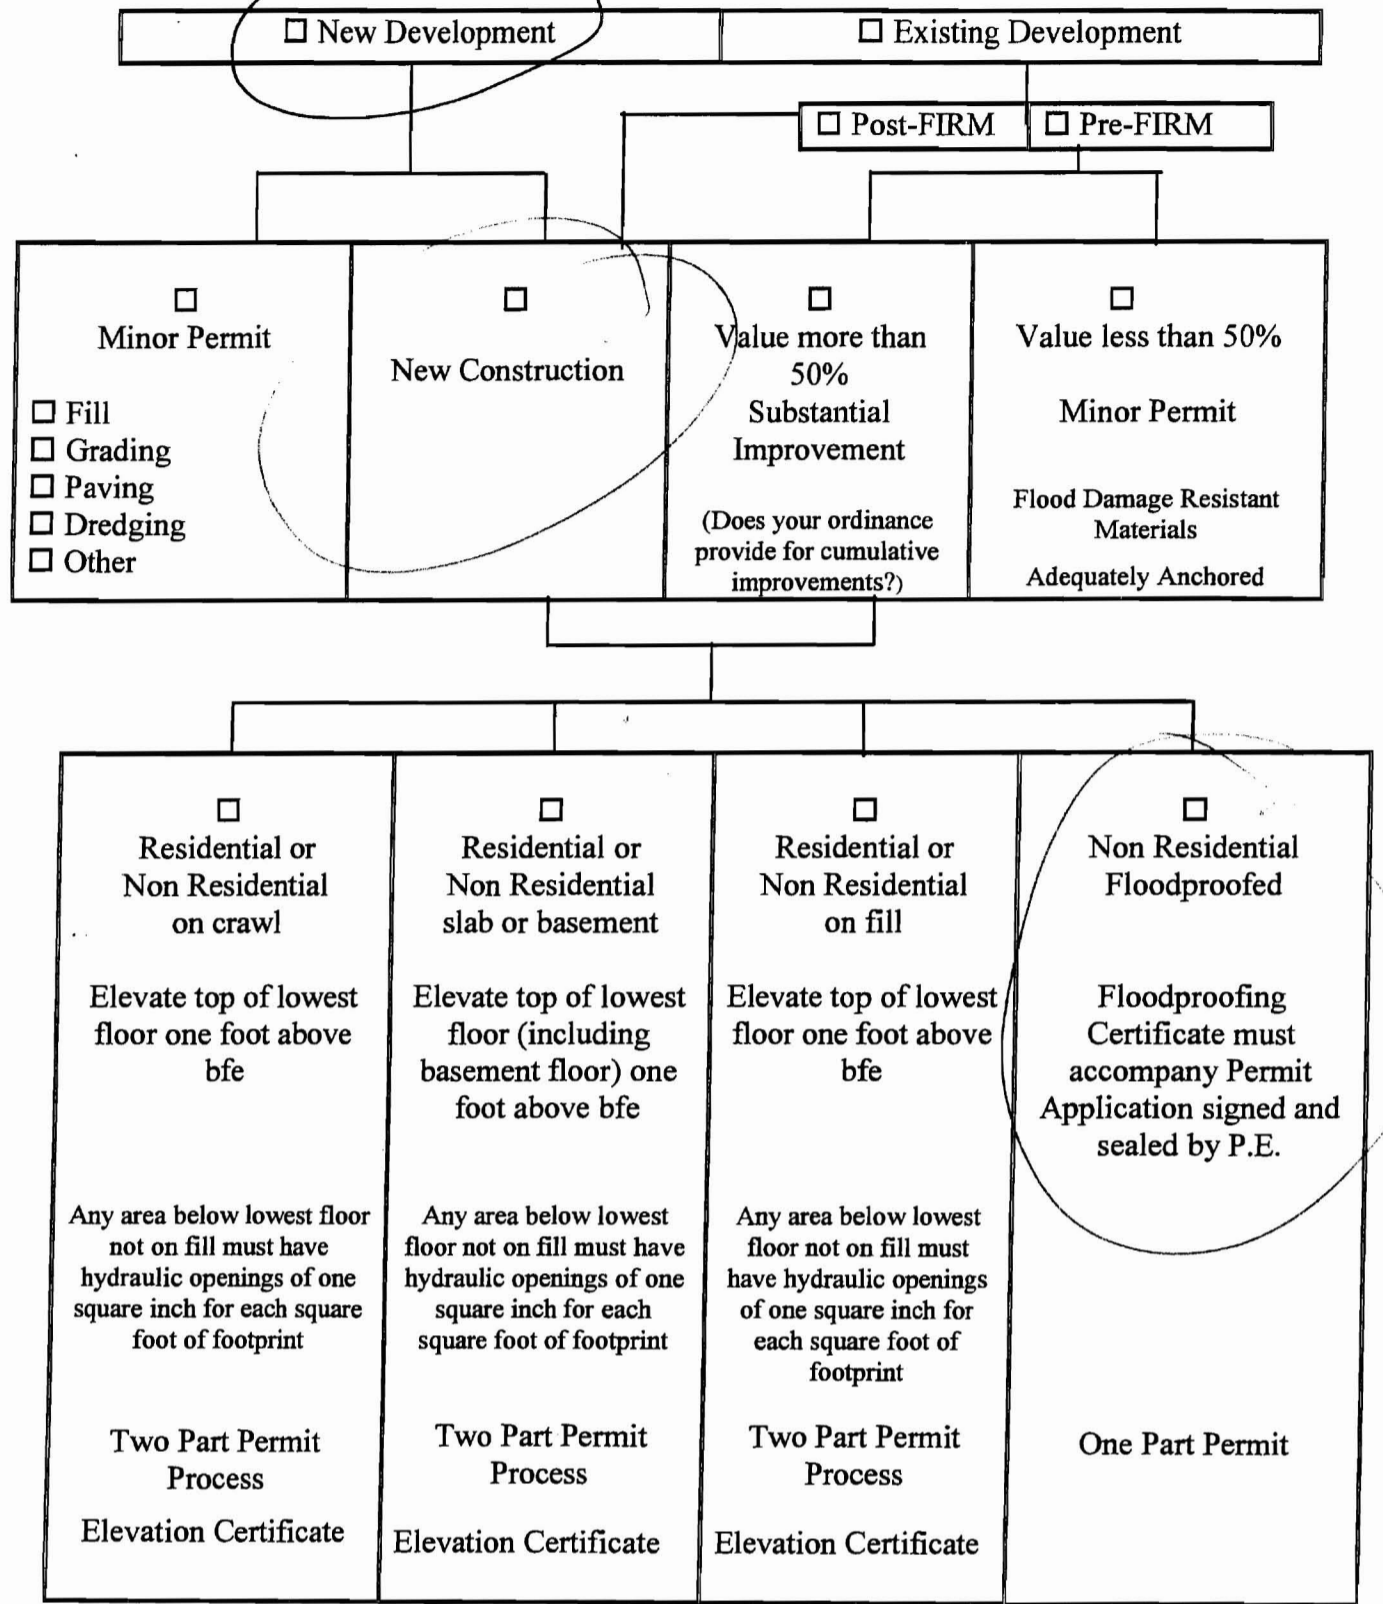 ☐ New Development
☐ Existing Development
☐ Post-FIRM
☐ Pre-FIRM
☐
Minor Permit
☐ Fill
☐ Grading
☐ Paving
☐ Dredging
☐ Other
☐
New Construction
☐
Value more than
50%
Substantial
Improvement
(Does your ordinance
provide for cumulative
improvements?)
☐
Value less than 50%
Minor Permit
Flood Damage Resistant
Materials
Adequately Anchored
☐
Residential or
Non Residential
on crawl
Elevate top of lowest
floor one foot above
bfe
Any area below lowest floor
not on fill must have
hydraulic openings of one
square inch for each square
foot of footprint
Two Part Permit
Process
Elevation Certificate
☐
Residential or
Non Residential
slab or basement
Elevate top of lowest
floor (including
basement floor) one
foot above bfe
Any area below lowest
floor not on fill must have
hydraulic openings of one
square inch for each
square foot of footprint
Two Part Permit
Process
Elevation Certificate
☐
Residential or
Non Residential
on fill
Elevate top of lowest
floor one foot above
bfe
Any area below lowest
floor not on fill must
have hydraulic openings
of one square inch for
each square foot of
footprint
Two Part Permit
Process
Elevation Certificate
☐
Non Residential
Floodproofed
Floodproofing
Certificate must
accompany Permit
Application signed and
sealed by P.E.
One Part Permit